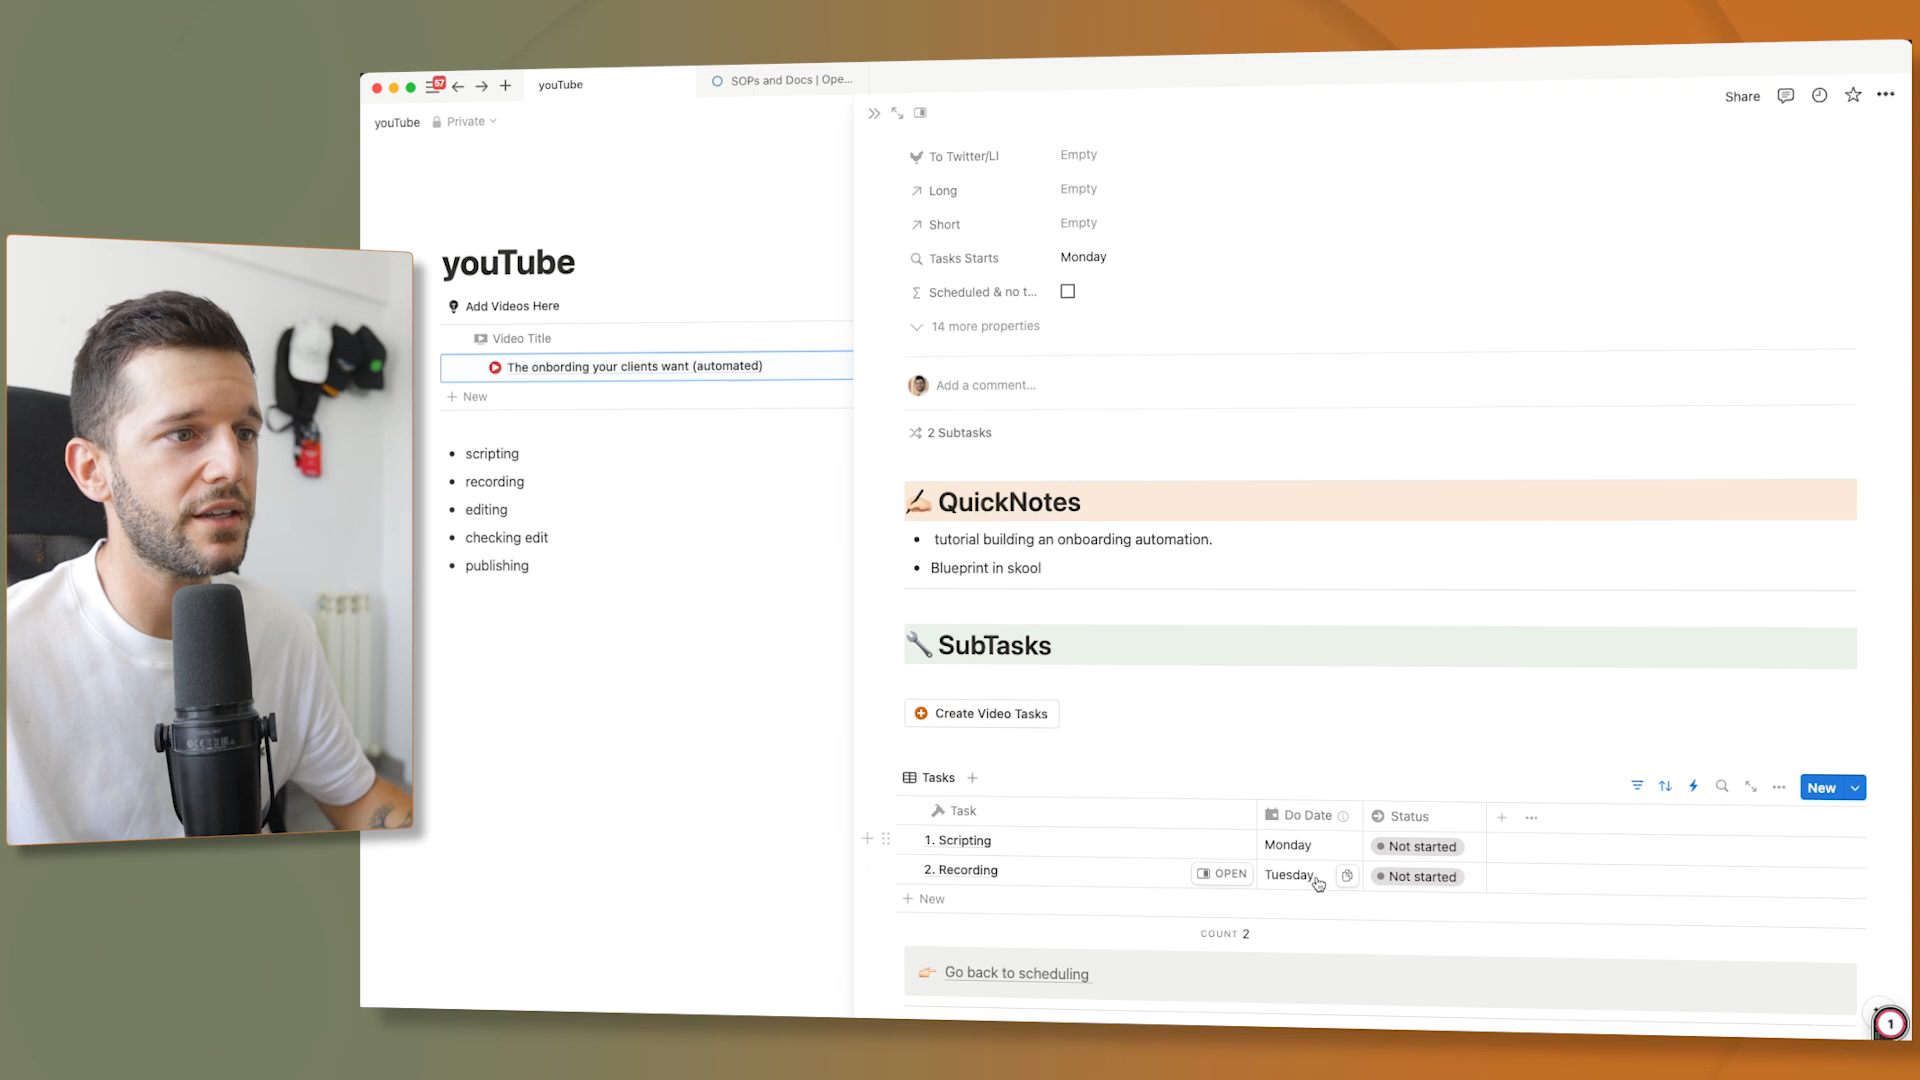 57
youTube
SOPs and Docs | Ope...
youTube
Private
Share
To Twitter/LI
Empty
Long
Empty
Short
Empty
Tasks Starts
Monday
Scheduled & no t...
14 more properties
Add a comment...
2 Subtasks
youTube
Add Videos Here
Video Title
The onbording your clients want (automated)
New
scripting
recording
editing
checking edit
publishing
QuickNotes
tutorial building an onboarding automation.
Blueprint in skool
SubTasks
Create Video Tasks
Tasks
New
Task
Do Date
Status
1. Scripting
Monday
Not started
2. Recording
OPEN
Tuesday
Not started
New
COUNT 2
Go back to scheduling
1